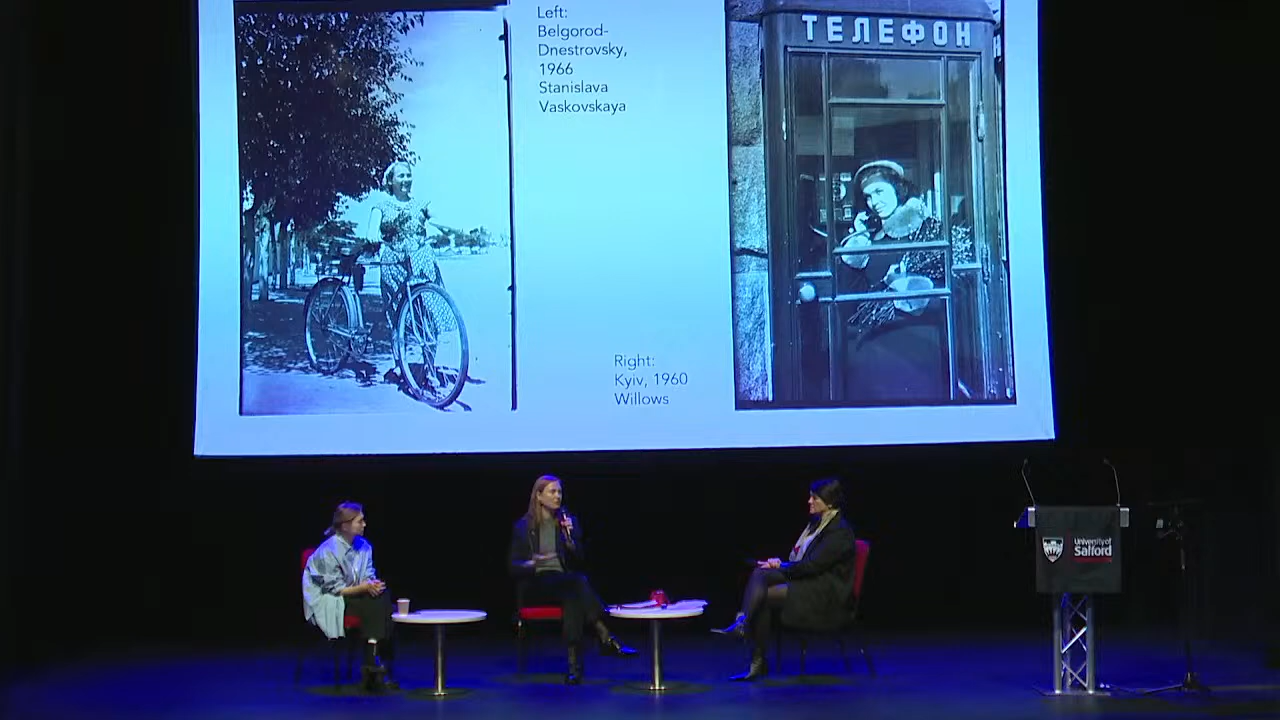 Left:
Belgorod-
Dnestrovsky,
1966
Stanislava
Vaskovskaya
ТЕЛЕФОН
Right:
Kyiv, 1960
Willows
University of
Salford